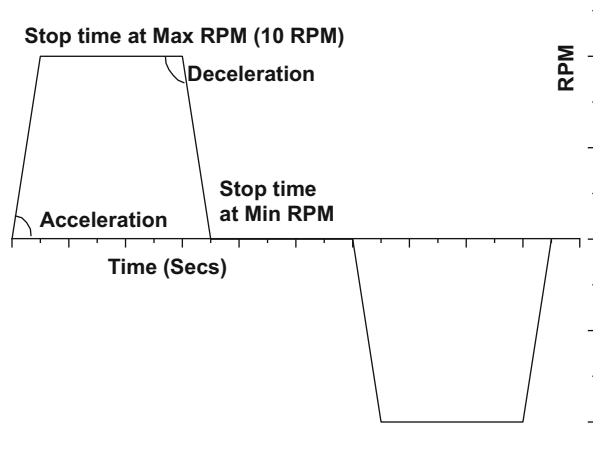 Stop time at Max RPM (10 RPM)
RPM
Deceleration
Stop time
at Min RPM
Acceleration
Time (Secs)